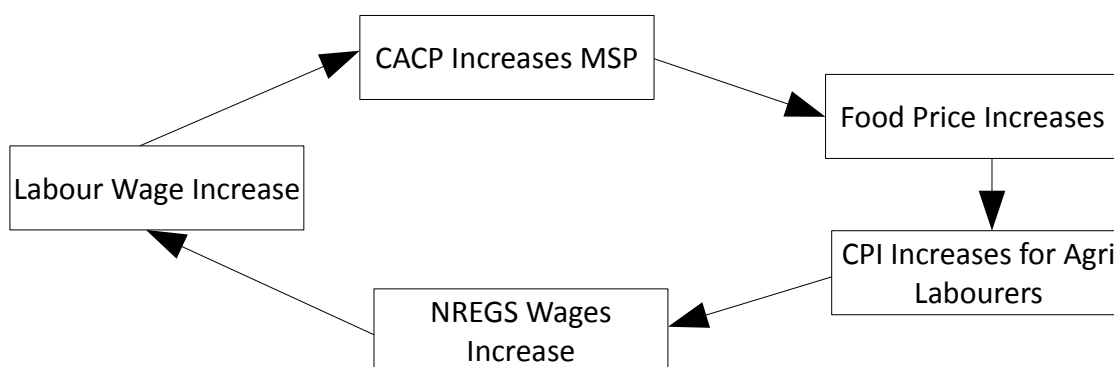 CACP Increases MSP
Food Price Increases
Labour Wage Increase
CPI Increases for Agri
Labourers
NREGS Wages
Increase